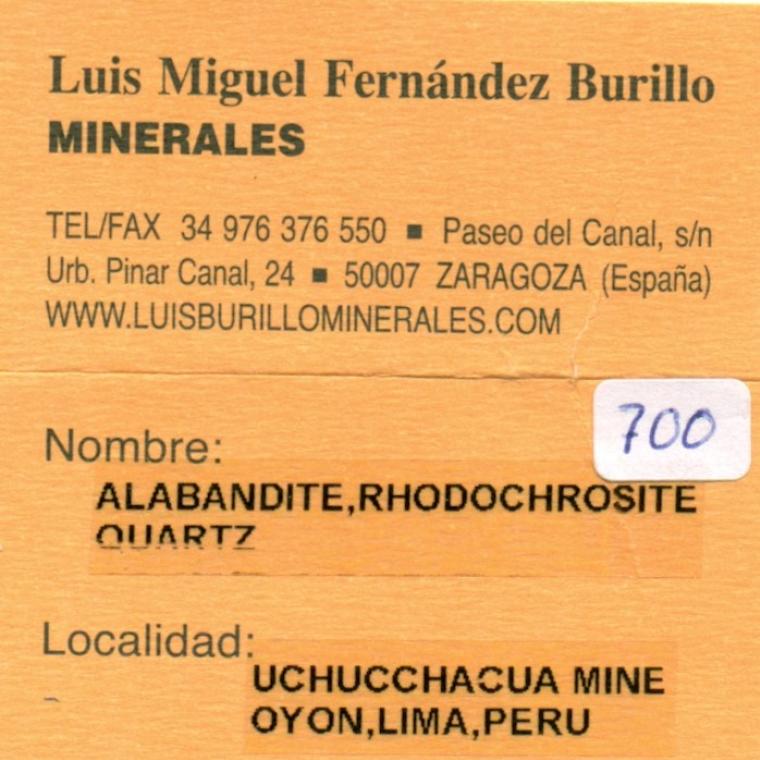 Luis Miguel Fernández Burillo
MINERALES
TEL/FAX 34 976 376 550 ▪ Paseo del Canal, s/n
Urb. Pinar Canal, 24 ▪ 50007 ZARAGOZA (España)
WWW.LUISBURILLOMINERALES.COM
700
Nombre:
ALABANDITE,RHODOCHROSITE
QUARTZ
Localidad:
UCHUCCHACUA MINE
OYON,LIMA,PERU